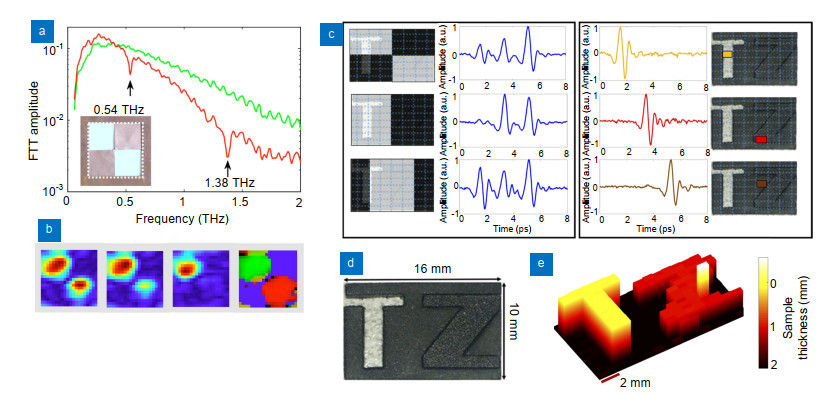 a
10-1
10-2
10-3
FTT amplitude
0.54 THz
1.38 THz
0 0.5 1 1.5 2
Frequency (THz)
b
c
Amplitude (a.u.)
1
0
-1
0 2 4 6 8
Amplitude (a.u.)
1
0
-1
0 2 4 6 8
Amplitude (a.u.)
1
0
-1
0 2 4 6 8
Time (ps)
Amplitude (a.u.)
1
0
-1
0 2 4 6 8
Amplitude (a.u.)
1
0
-1
0 2 4 6 8
Amplitude (a.u.)
1
0
-1
0 2 4 6 8
Time (ps)
d
16 mm
10 mm
TZ
e
2 mm
0
1
2
Sample
thickness (mm)